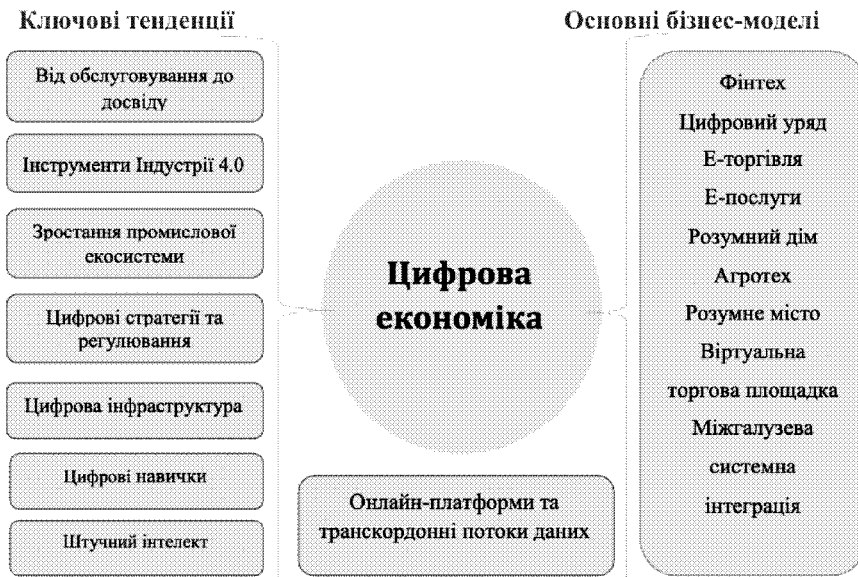 Ключові тенденції
Від обслуговування до
досвіду
Інструменти Індустрії 4.0
Зростання промислової
екосистеми
Цифрові стратегії та
регулювання
Цифрова інфраструктура
Цифрові навички
Штучний інтелект
Цифрова
економіка
Онлайн-платформи та
транскордонні потоки даних
Основні бізнес-моделі
Фінтех
Цифровий уряд
Е-торгівля
Е-послуги
Розумний дім
Агротех
Розумне місто
Віртуальна
торгова площадка
Міжгалузева
системна
інтеграція